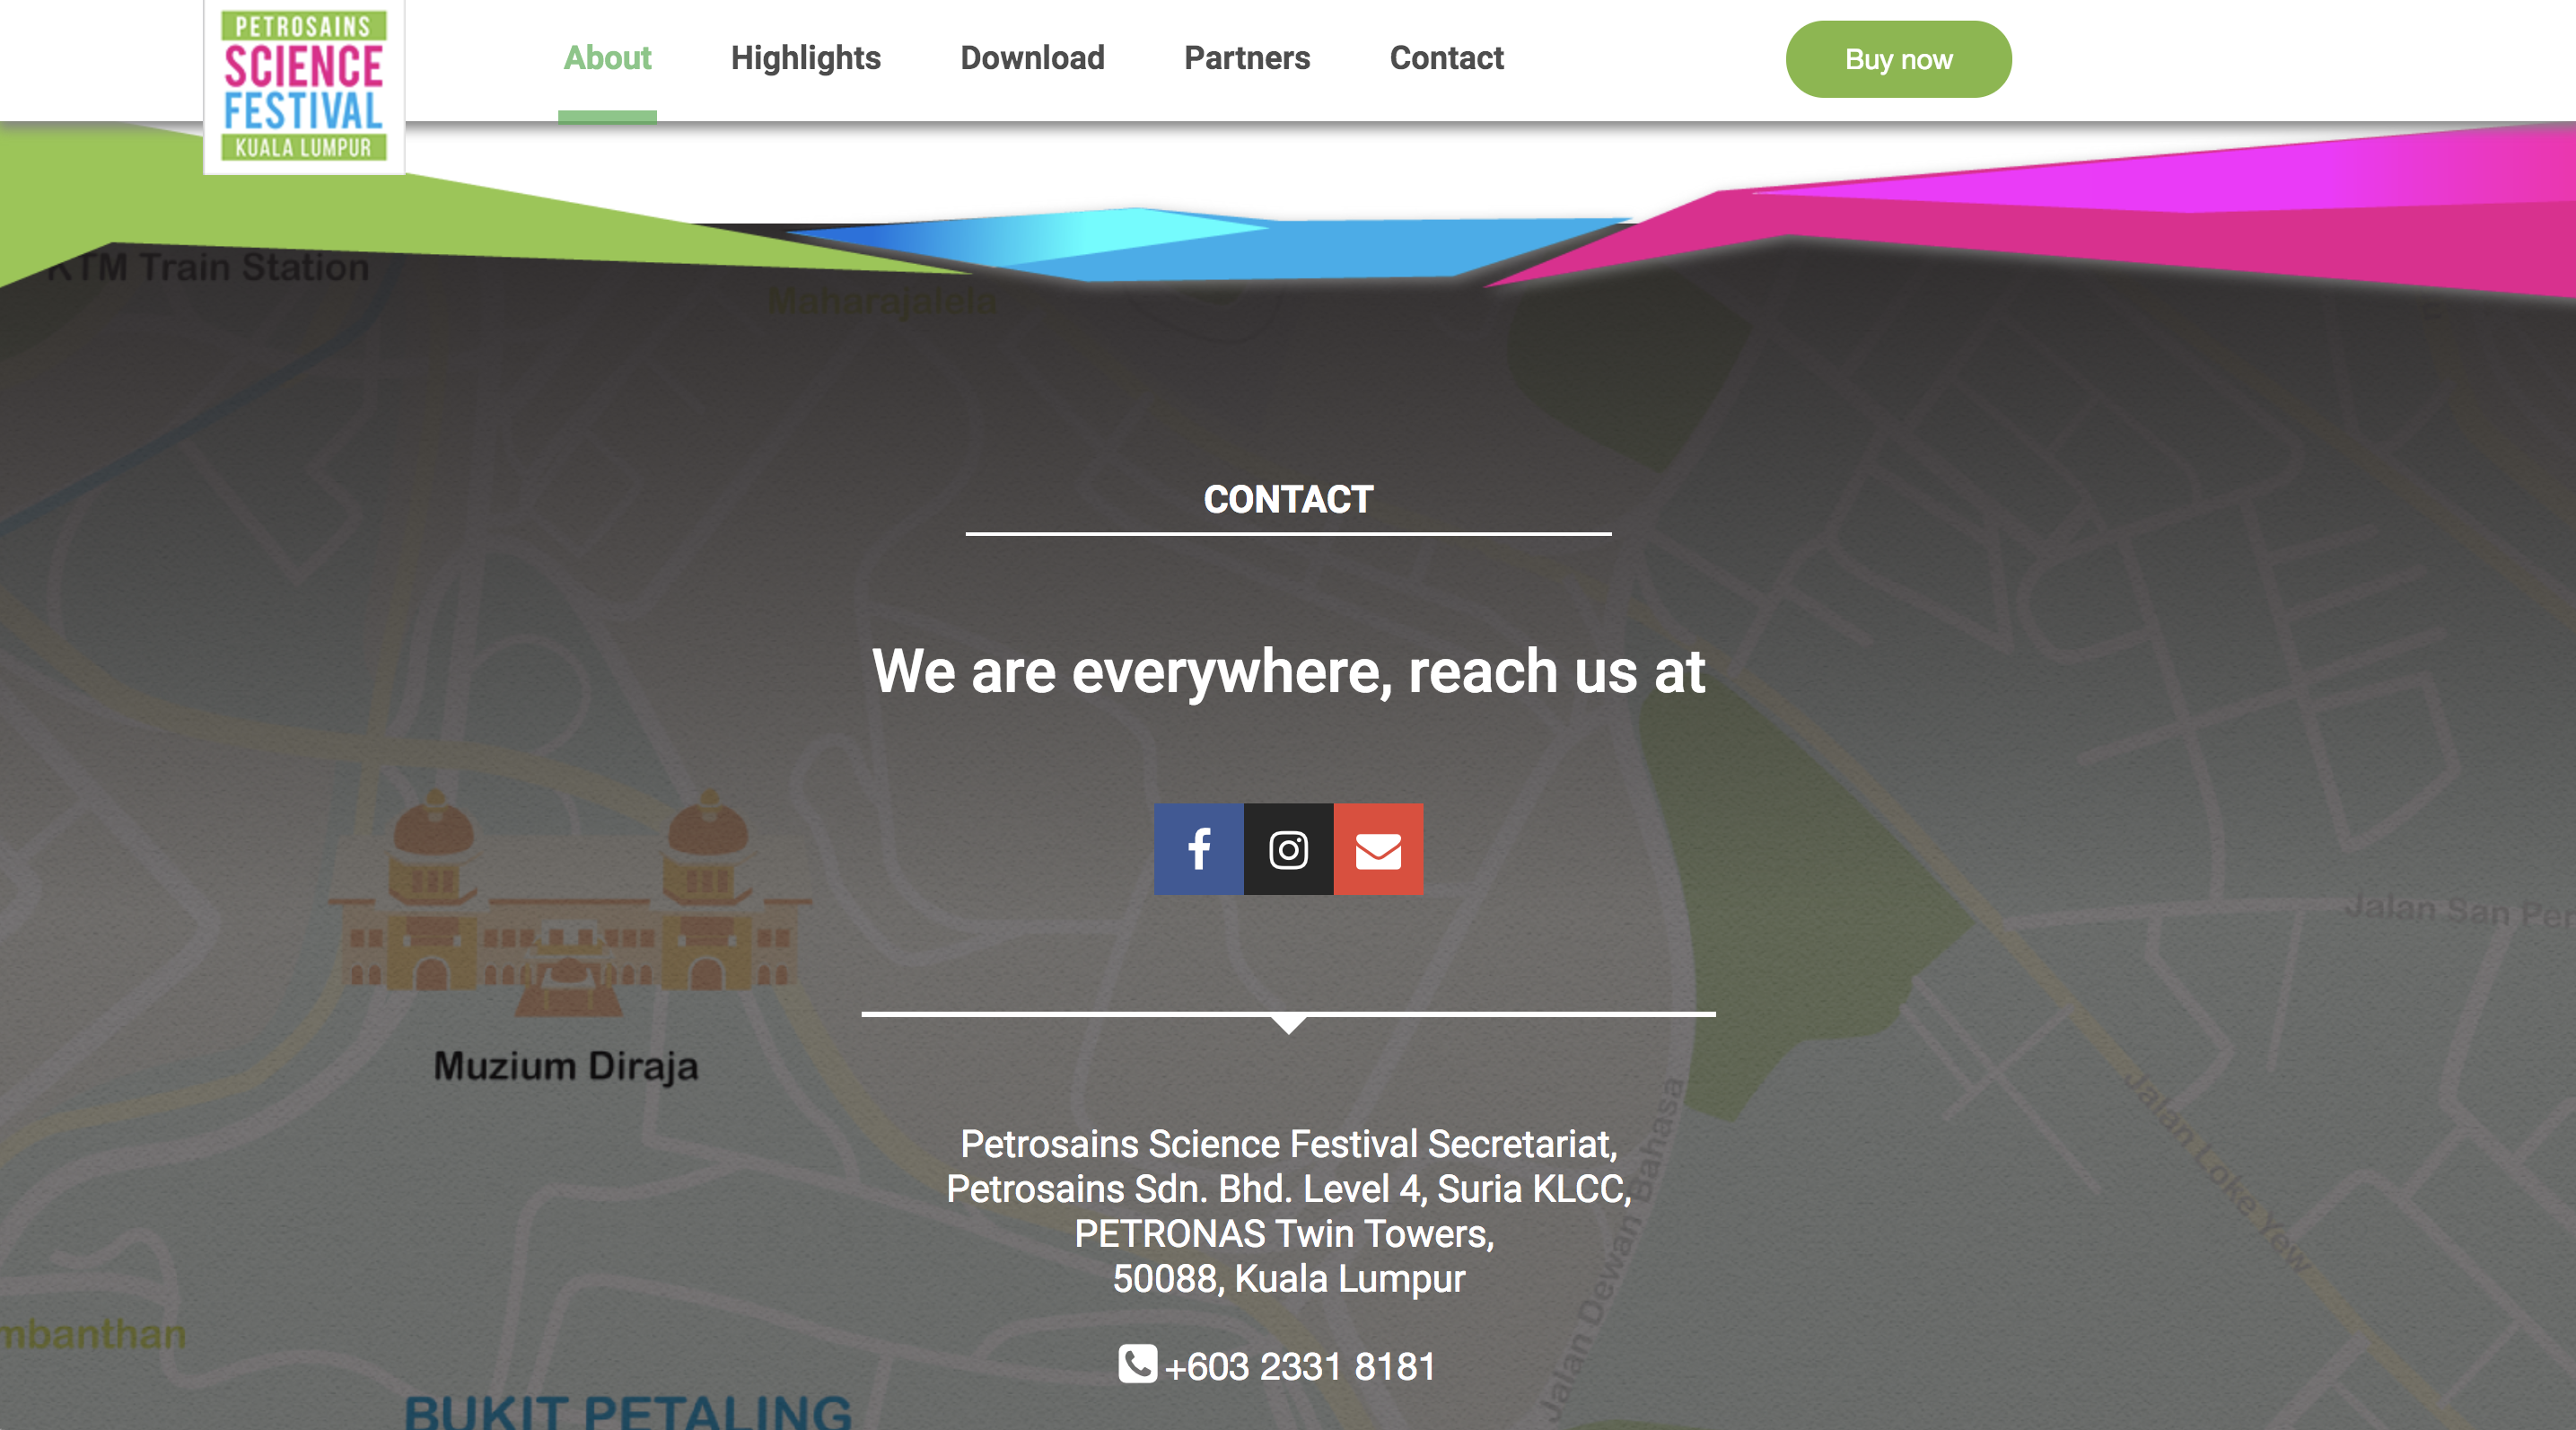 PETROSAINS
SCIENCE
FESTIVAL
KUALA LUMPUR
About
Highlights
Download
Partners
Contact
Buy now
KTM Train Station
Maharajalela
CONTACT
We are everywhere, reach us at
Muzium Diraja
Jalan San Per
Jalan Loke Yew
Jalan Dewan Bahasa
Petrosains Science Festival Secretariat,
Petrosains Sdn. Bhd. Level 4, Suria KLCC,
PETRONAS Twin Towers,
50088, Kuala Lumpur
mbanthan
+603 2331 8181
BUKIT PETALING